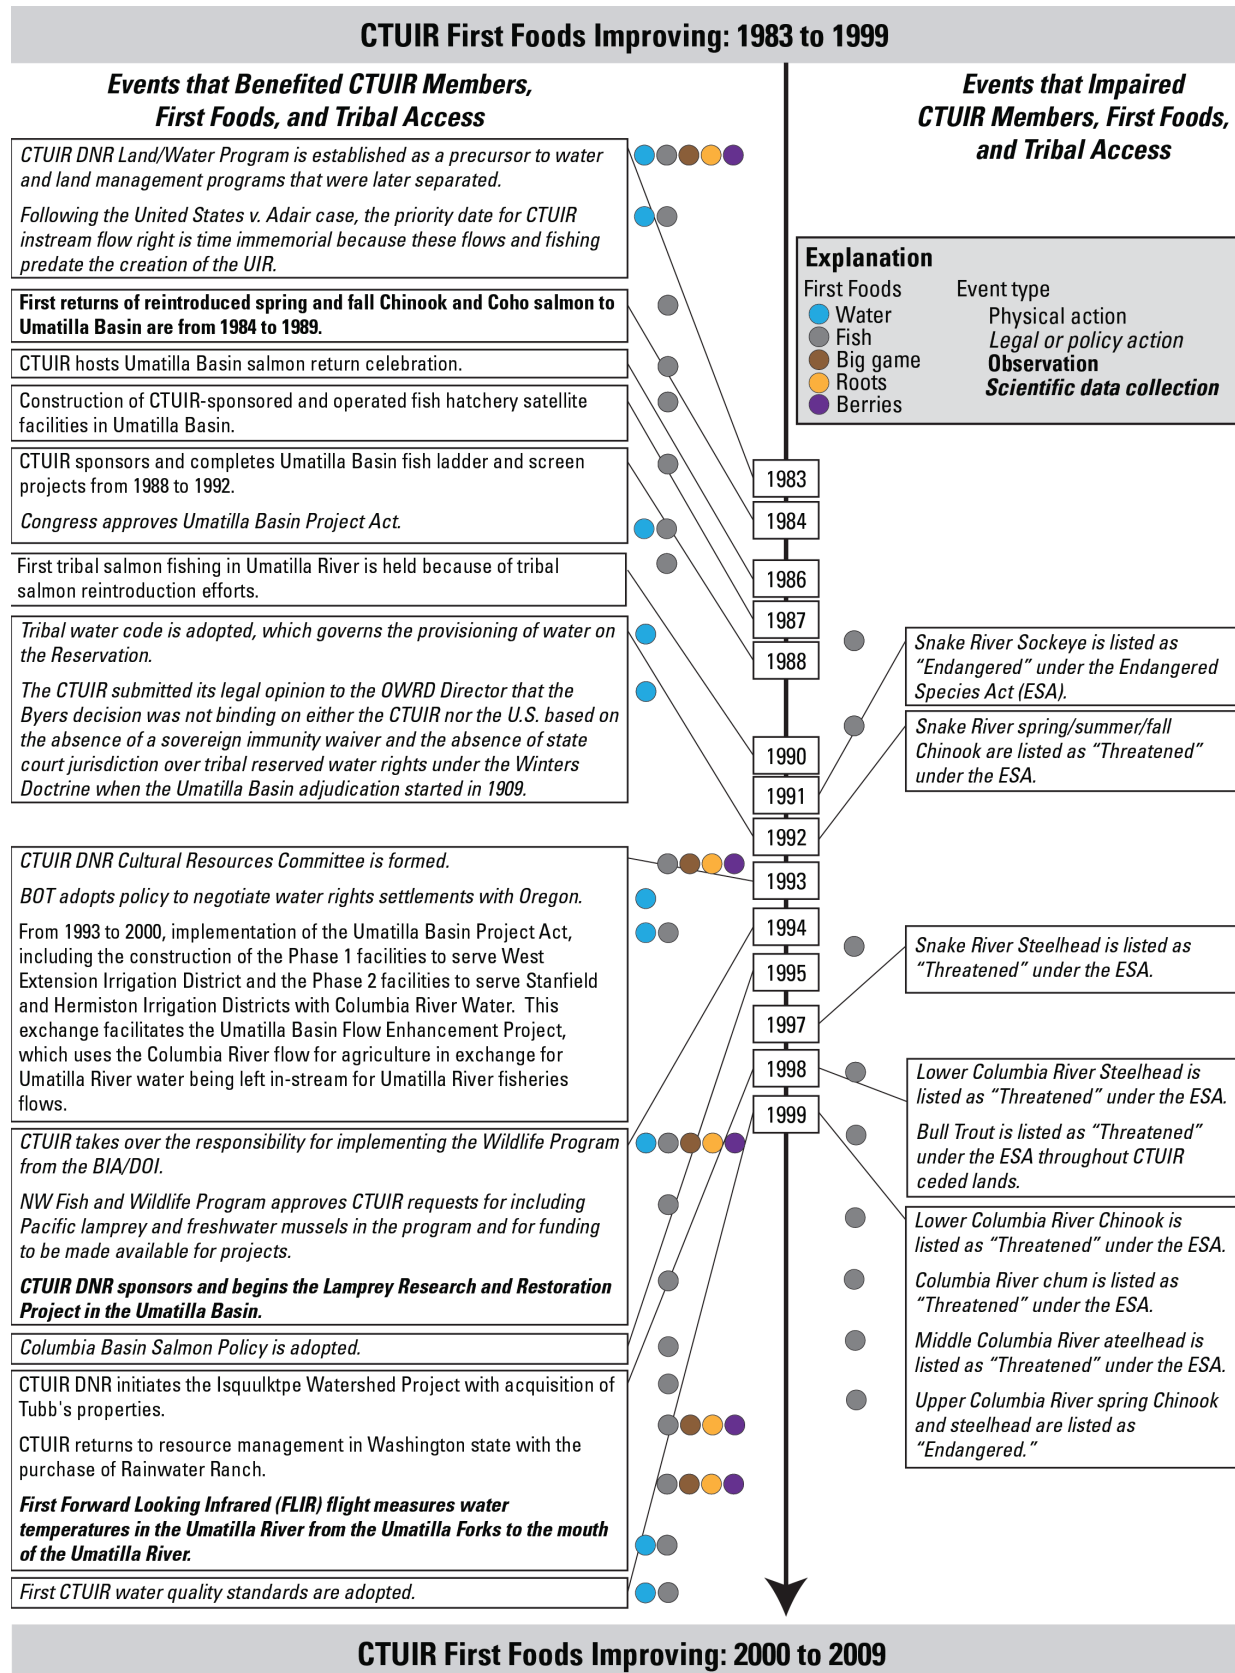 CTUIR First Foods Improving: 1983 to 1999
Events that Benefited CTUIR Members,
First Foods, and Tribal Access
Events that Impaired
CTUIR Members, First Foods,
and Tribal Access
CTUIR DNR Land/Water Program is established as a precursor to water
and land management programs that were later separated.
Following the United States v. Adair case, the priority date for CTUIR
instream flow right is time immemorial because these flows and fishing
predate the creation of the UIR.
First returns of reintroduced spring and fall Chinook and Coho salmon to
Umatilla Basin are from 1984 to 1989.
CTUIR hosts Umatilla Basin salmon return celebration.
Construction of CTUIR-sponsored and operated fish hatchery satellite
facilities in Umatilla Basin.
CTUIR sponsors and completes Umatilla Basin fish ladder and screen
projects from 1988 to 1992.
Congress approves Umatilla Basin Project Act.
First tribal salmon fishing in Umatilla River is held because of tribal
salmon reintroduction efforts.
Tribal water code is adopted, which governs the provisioning of water on
the Reservation.
The CTUIR submitted its legal opinion to the OWRD Director that the
Byers decision was not binding on either the CTUIR nor the U.S. based on
the absence of a sovereign immunity waiver and the absence of state
court jurisdiction over tribal reserved water rights under the Winters
Doctrine when the Umatilla Basin adjudication started in 1909.
CTUIR DNR Cultural Resources Committee is formed.
BOT adopts policy to negotiate water rights settlements with Oregon.
From 1993 to 2000, implementation of the Umatilla Basin Project Act,
including the construction of the Phase 1 facilities to serve West
Extension Irrigation District and the Phase 2 facilities to serve Stanfield
and Hermiston Irrigation Districts with Columbia River Water. This
exchange facilitates the Umatilla Basin Flow Enhancement Project,
which uses the Columbia River flow for agriculture in exchange for
Umatilla River water being left in-stream for Umatilla River fisheries
flows.
CTUIR takes over the responsibility for implementing the Wildlife Program
from the BIA/DOI.
NW Fish and Wildlife Program approves CTUIR requests for including
Pacific lamprey and freshwater mussels in the program and for funding
to be made available for projects.
CTUIR DNR sponsors and begins the Lamprey Research and Restoration
Project in the Umatilla Basin.
Columbia Basin Salmon Policy is adopted.
CTUIR DNR initiates the Isquulktpe Watershed Project with acquisition of
Tubb's properties.
CTUIR returns to resource management in Washington state with the
purchase of Rainwater Ranch.
First Forward Looking Infrared (FLIR) flight measures water
temperatures in the Umatilla River from the Umatilla Forks to the mouth
of the Umatilla River.
First CTUIR water quality standards are adopted.
1983
1984
1986
1987
1988
1990
1991
1992
1993
1994
1995
1997
1998
1999
Explanation
First Foods
Water
Fish
Big game
Roots
Berries
Event type
Physical action
Legal or policy action
Observation
Scientific data collection
Snake River Sockeye is listed as
“Endangered” under the Endangered
Species Act (ESA).
Snake River spring/summer/fall
Chinook are listed as “Threatened”
under the ESA.
Snake River Steelhead is listed as
“Threatened” under the ESA.
Lower Columbia River Steelhead is
listed as “Threatened” under the ESA.
Bull Trout is listed as “Threatened”
under the ESA throughout CTUIR
ceded lands.
Lower Columbia River Chinook is
listed as “Threatened” under the ESA.
Columbia River chum is listed as
“Threatened” under the ESA.
Middle Columbia River ateelhead is
listed as “Threatened” under the ESA.
Upper Columbia River spring Chinook
and steelhead are listed as
“Endangered.”
CTUIR First Foods Improving: 2000 to 2009